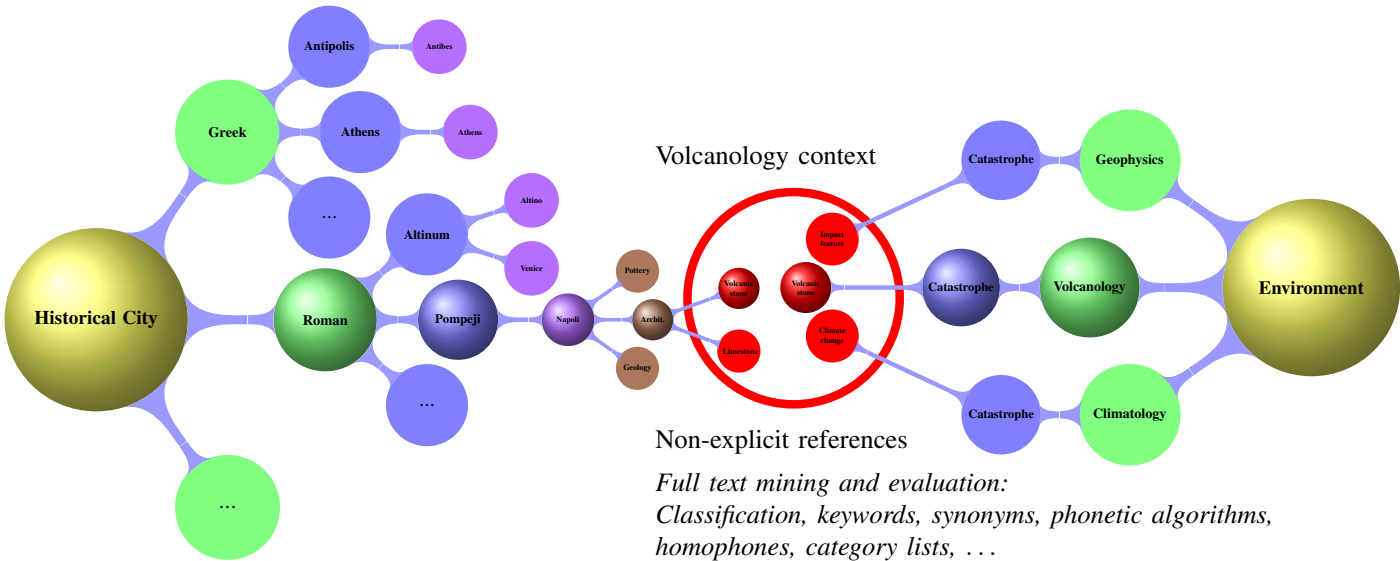 Antipolis
Antibes
Greek
Athens
Athens
Volcanology context
Catastrophe
Geophysics
...
Altino
Altinum
Impact
feature
Venice
Pottery
Volcanic
stone
Volcanic
stone
Catastrophe
Volcanology
Environment
Historical City
Roman
Pompeji
Napoli
Archit.
Climate
change
Limestone
Geology
...
Catastrophe
Climatology
Non-explicit references
Full text mining and evaluation:
Classification, keywords, synonyms, phonetic algorithms,
homophones, category lists, ...
...